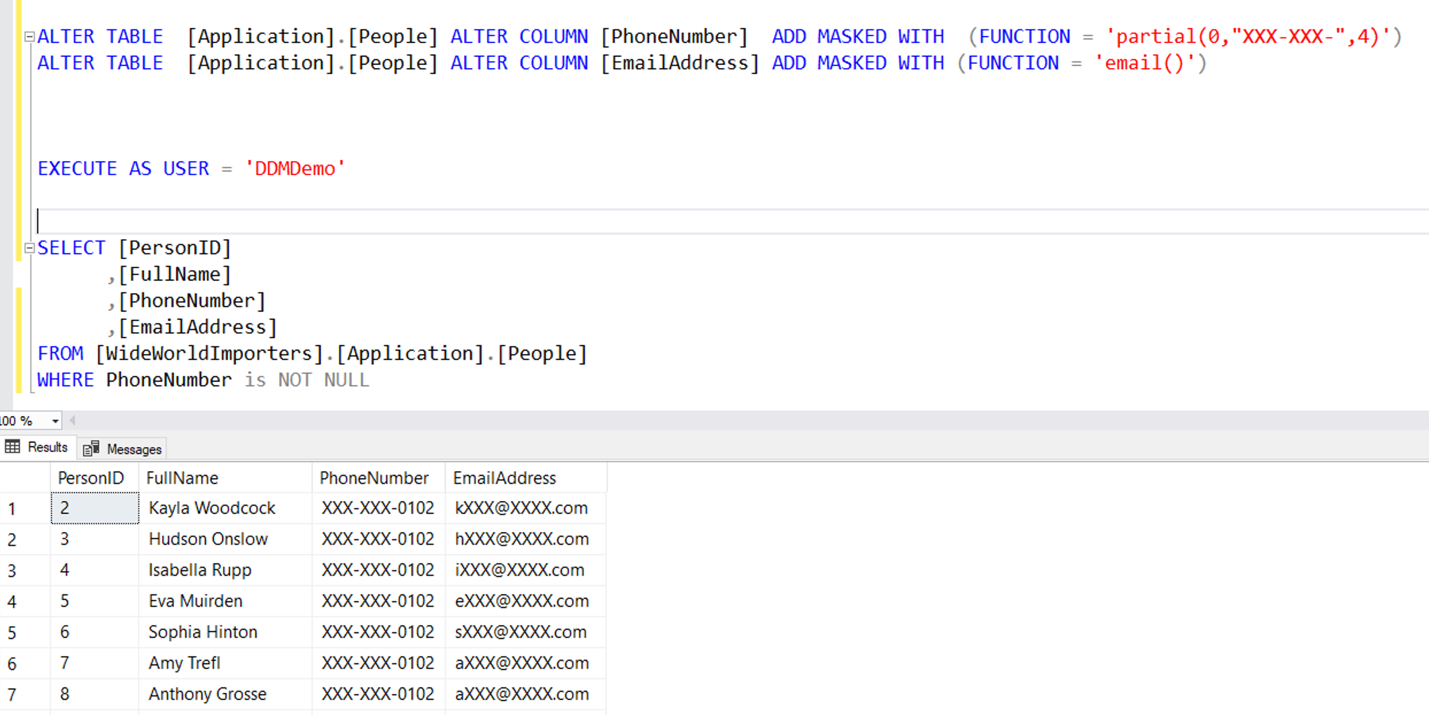 ALTER TABLE  [Application].[People] ALTER COLUMN [PhoneNumber]  ADD MASKED WITH  (FUNCTION = 'partial(0,"XXX-XXX-",4)')
ALTER TABLE  [Application].[People] ALTER COLUMN [EmailAddress] ADD MASKED WITH (FUNCTION = 'email()')
EXECUTE AS USER = 'DDMDemo'
SELECT [PersonID]
,[FullName]
,[PhoneNumber]
,[EmailAddress]
FROM [WideWorldImporters].[Application].[People]
WHERE PhoneNumber is NOT NULL
100 %
Results Messages
PersonID FullName PhoneNumber EmailAddress
1 2 Kayla Woodcock XXX-XXX-0102 kXXX@XXXX.com
2 3 Hudson Onslow XXX-XXX-0102 hXXX@XXXX.com
3 4 Isabella Rupp XXX-XXX-0102 iXXX@XXXX.com
4 5 Eva Muirden XXX-XXX-0102 eXXX@XXXX.com
5 6 Sophia Hinton XXX-XXX-0102 sXXX@XXXX.com
6 7 Amy Trefl XXX-XXX-0102 aXXX@XXXX.com
7 8 Anthony Grosse XXX-XXX-0102 aXXX@XXXX.com